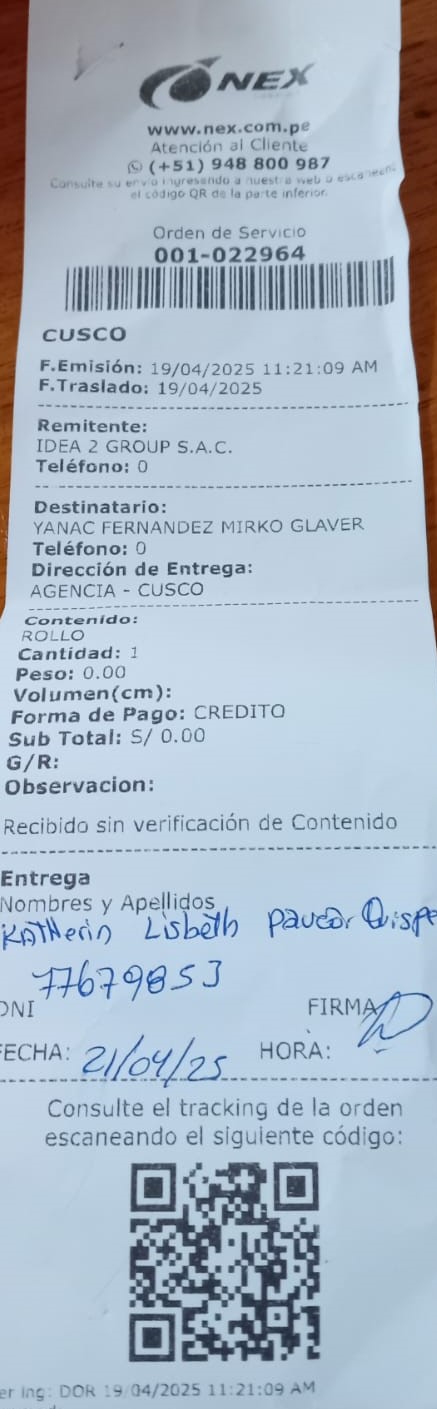 NEX
www.nex.com.pe
Atención al Cliente
(+51) 948 800 987
Consulte su envío ingresando a nuestra web o escaneando
el código QR de la parte inferior.
Orden de Servicio
001-022964
CUSCO
F.Emisión: 19/04/2025 11:21:09 AM
F.Traslado: 19/04/2025
Remitente:
IDEA 2 GROUP S.A.C.
Teléfono: 0
Destinatario:
YANAC FERNANDEZ MIRKO GLAVER
Teléfono: 0
Dirección de Entrega:
AGENCIA - CUSCO
Contenido:
ROLLO
Cantidad: 1
Peso: 0.00
Volumen(cm):
Forma de Pago: CREDITO
Sub Total: S/ 0.00
G/R:
Observacion:
Recibido sin verificación de Contenido
Entrega
Nombres y Apellidos
Katherin Lisbeth Paucar Quispe
77679853
DNI FIRMA
FECHA: 21/04/25 HORA:
Consulte el tracking de la orden
escaneando el siguiente código:
er ing: DOR 19/04/2025 11:21:09 AM